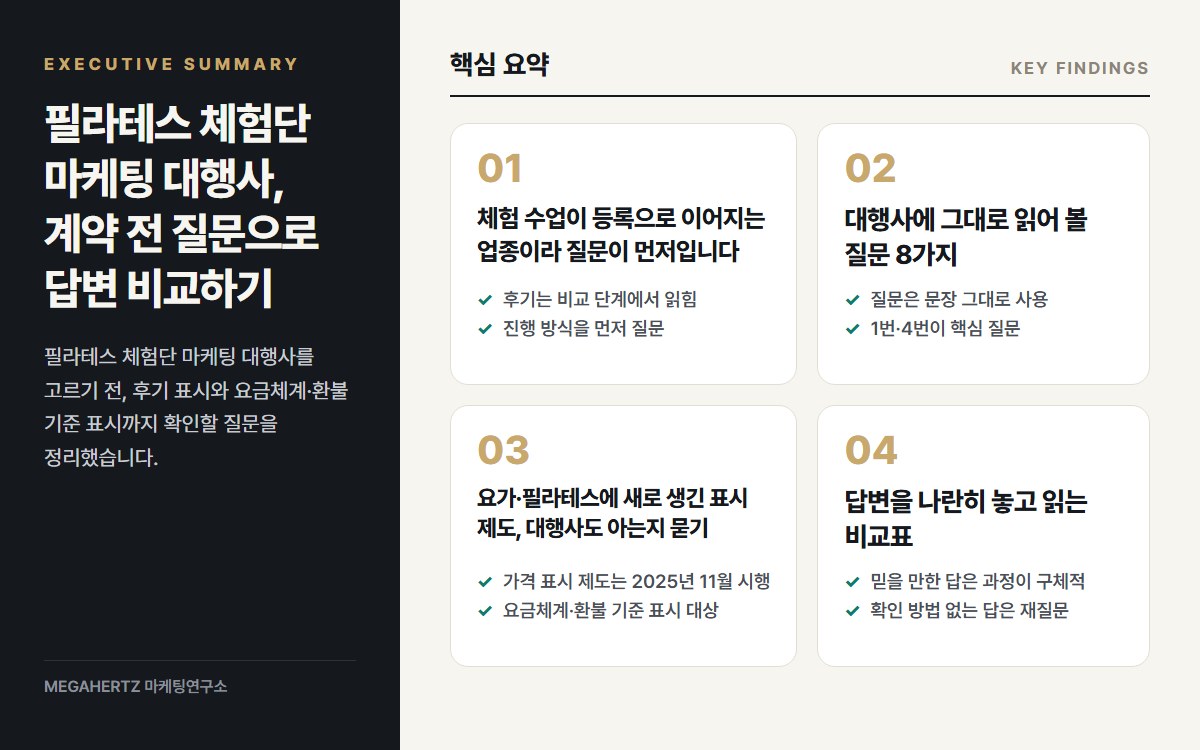 EXECUTIVE SUMMARY
필라테스 체험단
마케팅 대행사,
계약 전 질문으로
답변 비교하기
필라테스 체험단 마케팅 대행사를
고르기 전, 후기 표시와 요금체계·환불
기준 표시까지 확인할 질문을
정리했습니다.
MEGAHERTZ 마케팅연구소
핵심 요약
KEY FINDINGS
01
체험 수업이 등록으로 이어지는
업종이라 질문이 먼저입니다
✓ 후기는 비교 단계에서 읽힘
✓ 진행 방식을 먼저 질문
02
대행사에 그대로 읽어 볼
질문 8가지
✓ 질문은 문장 그대로 사용
✓ 1번·4번이 핵심 질문
03
요가·필라테스에 새로 생긴 표시
제도, 대행사도 아는지 묻기
✓ 가격 표시 제도는 2025년 11월 시행
✓ 요금체계·환불 기준 표시 대상
04
답변을 나란히 놓고 읽는
비교표
✓ 믿을 만한 답은 과정이 구체적
✓ 확인 방법 없는 답은 재질문